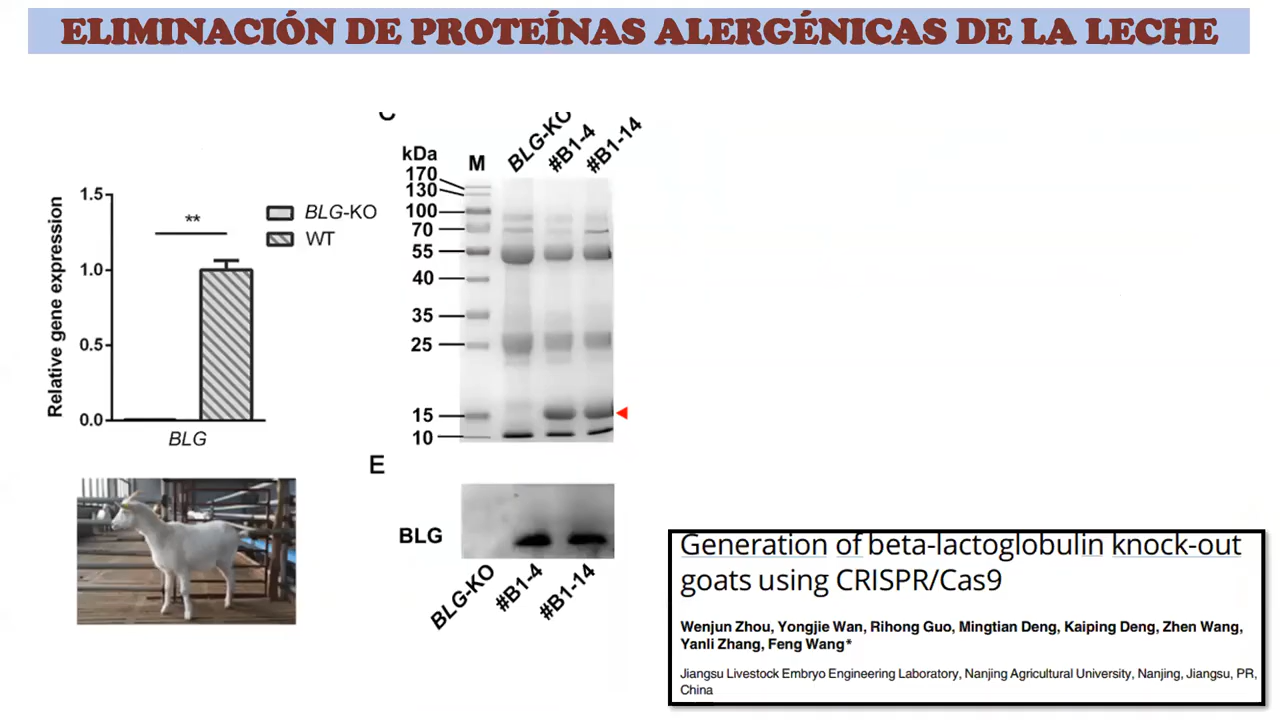 ELIMINACIÓN DE PROTEÍNAS ALERGÉNICAS DE LA LECHE
1.5
1.0
0.5
0.0
Relative gene expression
**
BLG-KO
WT
BLG
kDa
M
BLG-KO
#B1-4
#B1-14
170
130
100
70
55
40
35
25
15
10
E
BLG
BLG-KO
#B1-4
#B1-14
Generation of beta-lactoglobulin knock-out
goats using CRISPR/Cas9
Wenjun Zhou, Yongjie Wan, Rihong Guo, Mingtian Deng, Kaiping Deng, Zhen Wang,
Yanli Zhang, Feng Wang*
Jiangsu Livestock Embryo Engineering Laboratory, Nanjing Agricultural University, Nanjing, Jiangsu, PR,
China